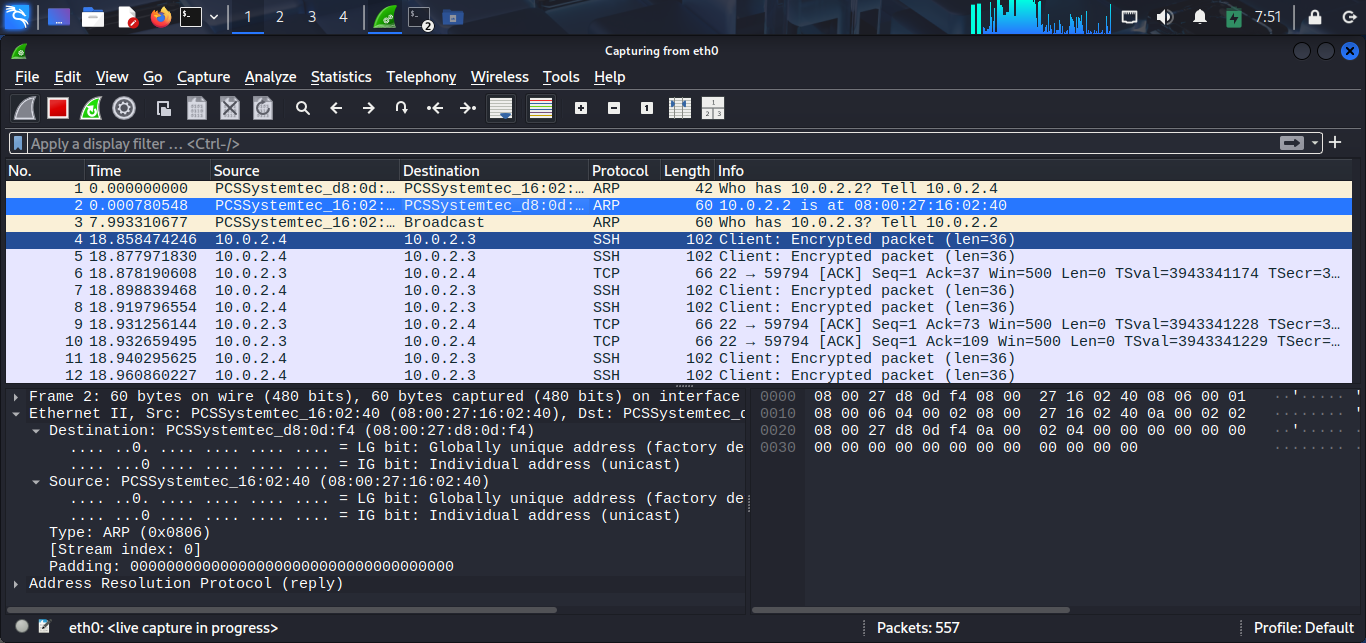 1 2 3 4 2 7:51
Capturing from eth0
File Edit View Go Capture Analyze Statistics Telephony Wireless Tools Help
Apply a display filter … <Ctrl-/>
No. Time Source Destination Protocol Length Info
1 0.000000000 PCSSystemtec_d8:0d:… PCSSystemtec_16:02:… ARP 42 Who has 10.0.2.2? Tell 10.0.2.4
2 0.000780548 PCSSystemtec_16:02:… PCSSystemtec_d8:0d:… ARP 60 10.0.2.2 is at 08:00:27:16:02:40
3 7.993310677 PCSSystemtec_16:02:… Broadcast ARP 60 Who has 10.0.2.3? Tell 10.0.2.2
4 18.858474246 10.0.2.4 10.0.2.3 SSH 102 Client: Encrypted packet (len=36)
5 18.877971830 10.0.2.4 10.0.2.3 SSH 102 Client: Encrypted packet (len=36)
6 18.878190608 10.0.2.3 10.0.2.4 TCP 66 22 → 59794 [ACK] Seq=1 Ack=37 Win=500 Len=0 TSval=3943341174 TSecr=3…
7 18.898839468 10.0.2.4 10.0.2.3 SSH 102 Client: Encrypted packet (len=36)
8 18.919796554 10.0.2.4 10.0.2.3 SSH 102 Client: Encrypted packet (len=36)
9 18.931256144 10.0.2.3 10.0.2.4 TCP 66 22 → 59794 [ACK] Seq=1 Ack=73 Win=500 Len=0 TSval=3943341228 TSecr=3…
10 18.932659495 10.0.2.3 10.0.2.4 TCP 66 22 → 59794 [ACK] Seq=1 Ack=109 Win=500 Len=0 TSval=3943341229 TSecr=…
11 18.940295625 10.0.2.4 10.0.2.3 SSH 102 Client: Encrypted packet (len=36)
12 18.960860227 10.0.2.4 10.0.2.3 SSH 102 Client: Encrypted packet (len=36)
Frame 2: 60 bytes on wire (480 bits), 60 bytes captured (480 bits) on interface
Ethernet II, Src: PCSSystemtec_16:02:40 (08:00:27:16:02:40), Dst: PCSSystemtec_d
Destination: PCSSystemtec_d8:0d:f4 (08:00:27:d8:0d:f4)
.... ..0. .... .... .... .... = LG bit: Globally unique address (factory de
.... ...0 .... .... .... .... = IG bit: Individual address (unicast)
Source: PCSSystemtec_16:02:40 (08:00:27:16:02:40)
.... ..0. .... .... .... .... = LG bit: Globally unique address (factory de
.... ...0 .... .... .... .... = IG bit: Individual address (unicast)
Type: ARP (0x0806)
[Stream index: 0]
Padding: 000000000000000000000000000000000000
Address Resolution Protocol (reply)
0000 08 00 27 d8 0d f4 08 00 27 16 02 40 08 06 00 01 ··'····· '
0010 08 00 06 04 00 02 08 00 27 16 02 40 0a 00 02 02 ········ '
0020 08 00 27 d8 0d f4 0a 00 02 04 00 00 00 00 00 00 ··'·····
0030 00 00 00 00 00 00 00 00 00 00 00 00 ········
eth0: <live capture in progress> Packets: 557 Profile: Default